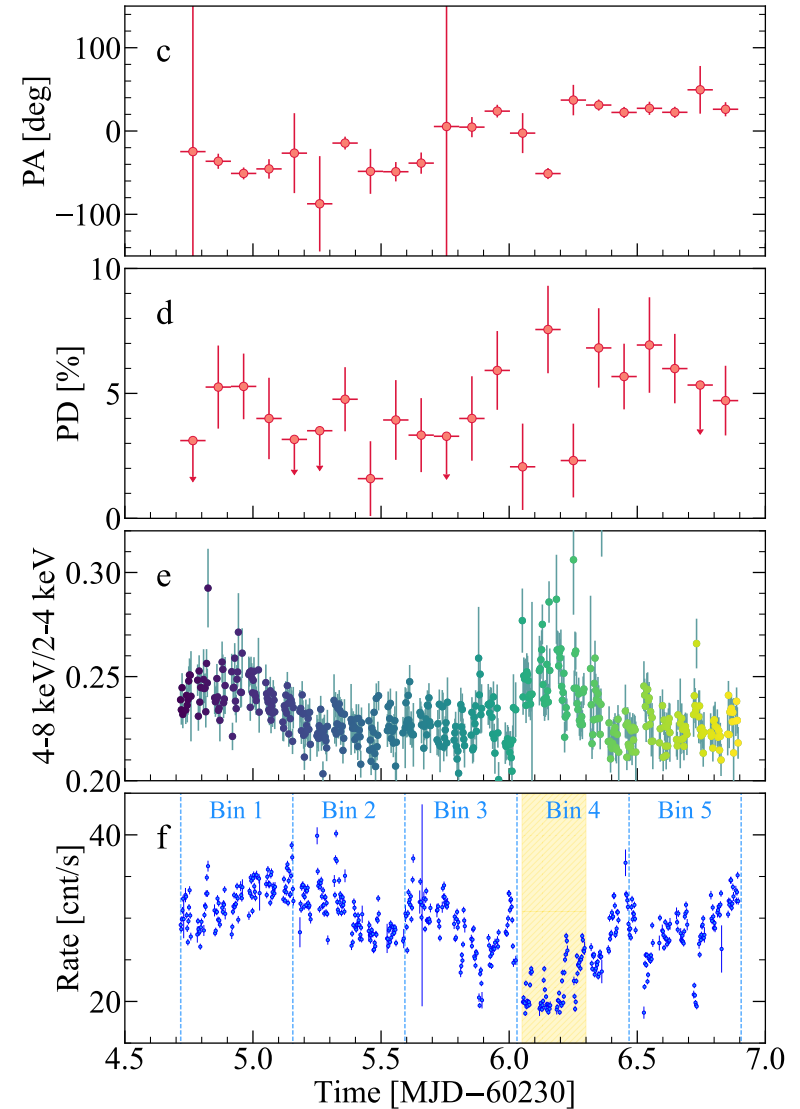 c
PA [deg]
100
0
−100
d
PD [%]
10
5
0
e
4-8 keV/2-4 keV
0.30
0.25
0.20
f
Bin 1 Bin 2 Bin 3 Bin 4 Bin 5
Rate [cnt/s]
40
20
4.5 5.0 5.5 6.0 6.5 7.0
Time [MJD−60230]